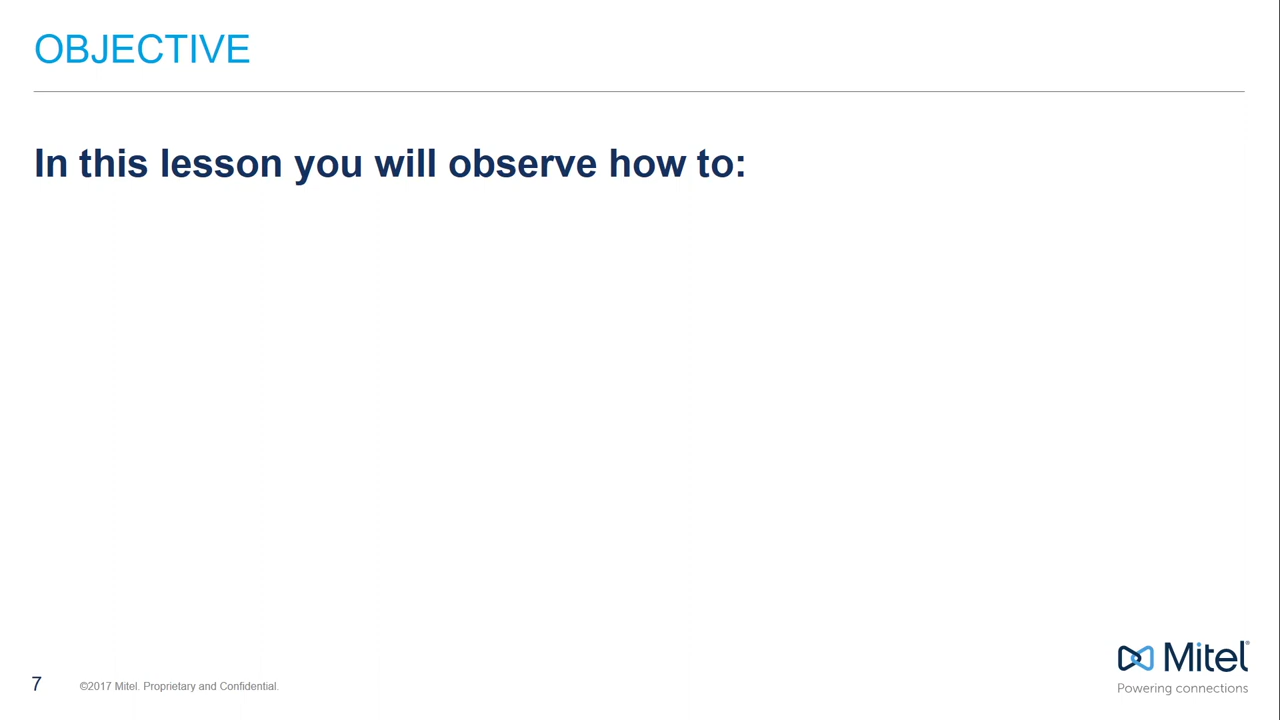 OBJECTIVE
In this lesson you will observe how to:
Mitel®
Powering connections
7 ©2017 Mitel. Proprietary and Confidential.